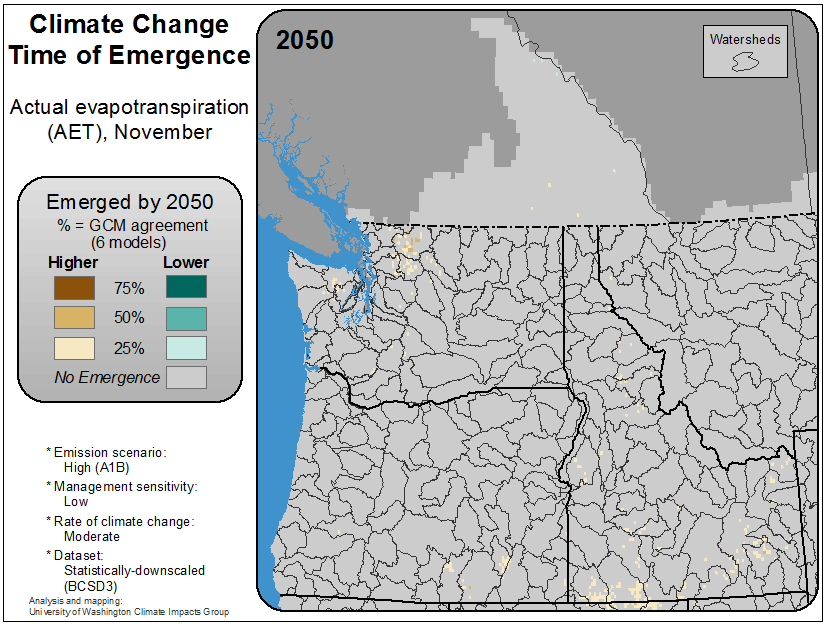 Climate Change
Time of Emergence
Actual evapotranspiration
(AET), November
Emerged by 2050
% = GCM agreement
(6 models)
Higher Lower
75%
50%
25%
No Emergence
* Emission scenario:
High (A1B)
* Management sensitivity:
Low
* Rate of climate change:
Moderate
* Dataset:
Statistically-downscaled
(BCSD3)
Analysis and mapping:
University of Washington Climate Impacts Group
2050
Watersheds